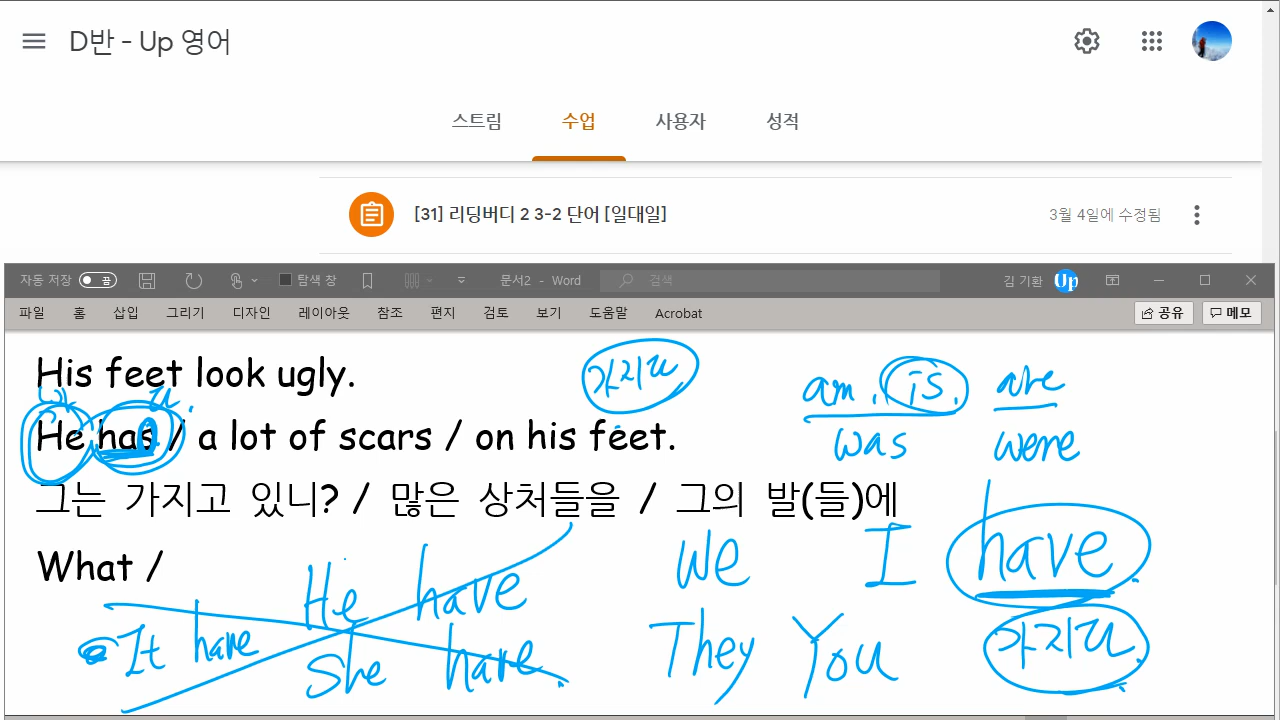 D반 - Up 영어
스트림 수업 사용자 성적
[31] 리딩버디 2 3-2 단어 [일대일] 3월 4일에 수정됨
자동 저장 끔 탐색 창 문서2 - Word 검색 김 기환 Up
파일 홈 삽입 그리기 디자인 레이아웃 참조 편지 검토 보기 도움말 Acrobat 공유 메모
His feet look ugly. 가지다
am, is, are
He has / a lot of scars / on his feet. was were
그는 가지고 있니? / 많은 상처들을 / 그의 발(들)에
What /
He have We I have.
It have She have. They You 가지다